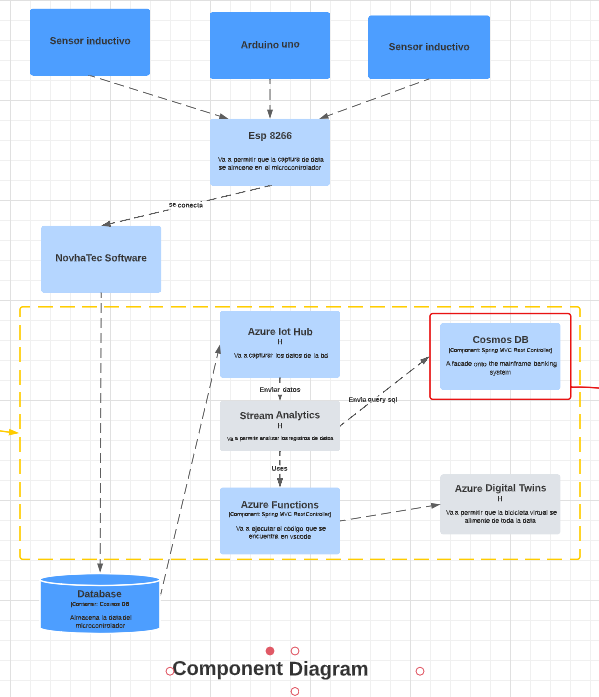 Sensor inductivo
Arduino uno
Sensor inductivo
Esp 8266
Va a permitir que la captura de data
se almcene en el microcontrolador
se conecta
NovhaTec Software
Azure Iot Hub
[]
Va a capturar los datos de la bd
Enviar datos
Stream Analytics
[]
Va a permite analizar los registros de datos
Envia query sql
Cosmos DB
[Component: Spring MVC Rest Controller]
A facade onto the mainframe banking
system
Uses
Azure Functions
[Component: Spring MVC Rest Controller]
Va a ejecutar el código que se
encuentra en vscode
Azure Digital Twins
[]
Va a permitir que la bicicleta virtual se
alimente de toda la data
Database
[Container: Cosmos DB
Almacena la data del
microcontrolador
Component Diagram